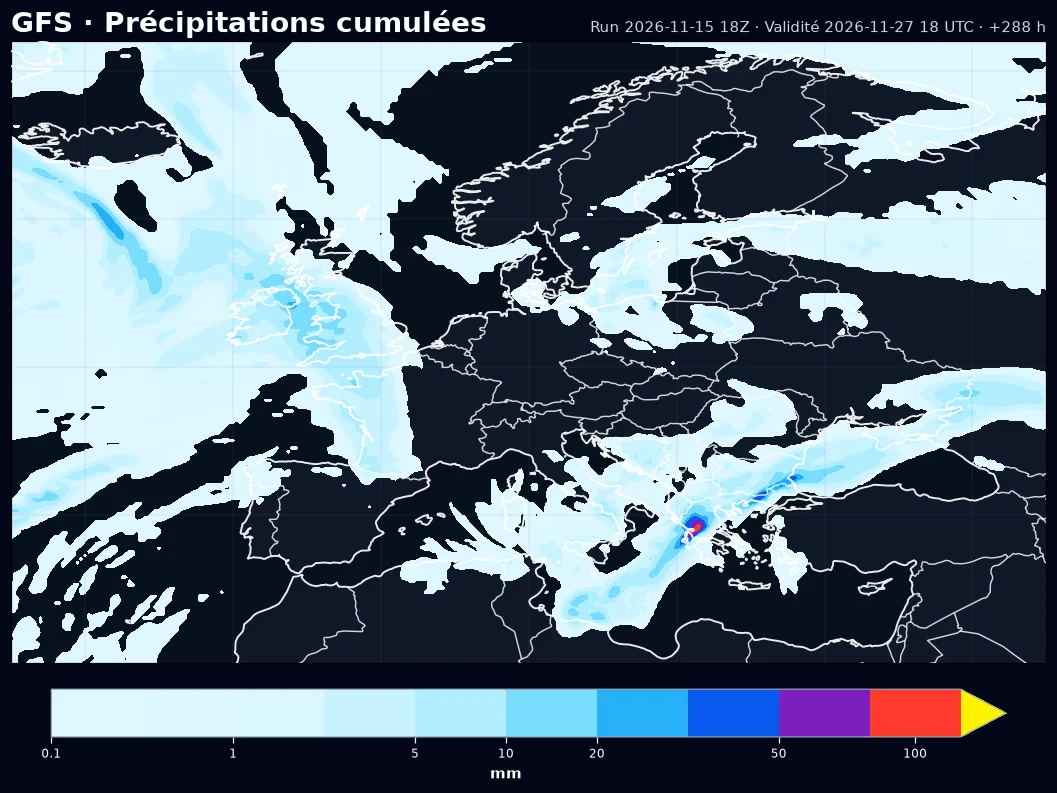 GFS · Précipitations cumulées
Run 2026-11-15 18Z · Validité 2026-11-27 18 UTC · +288 h
0.1 1 5 10 20 50 100
mm